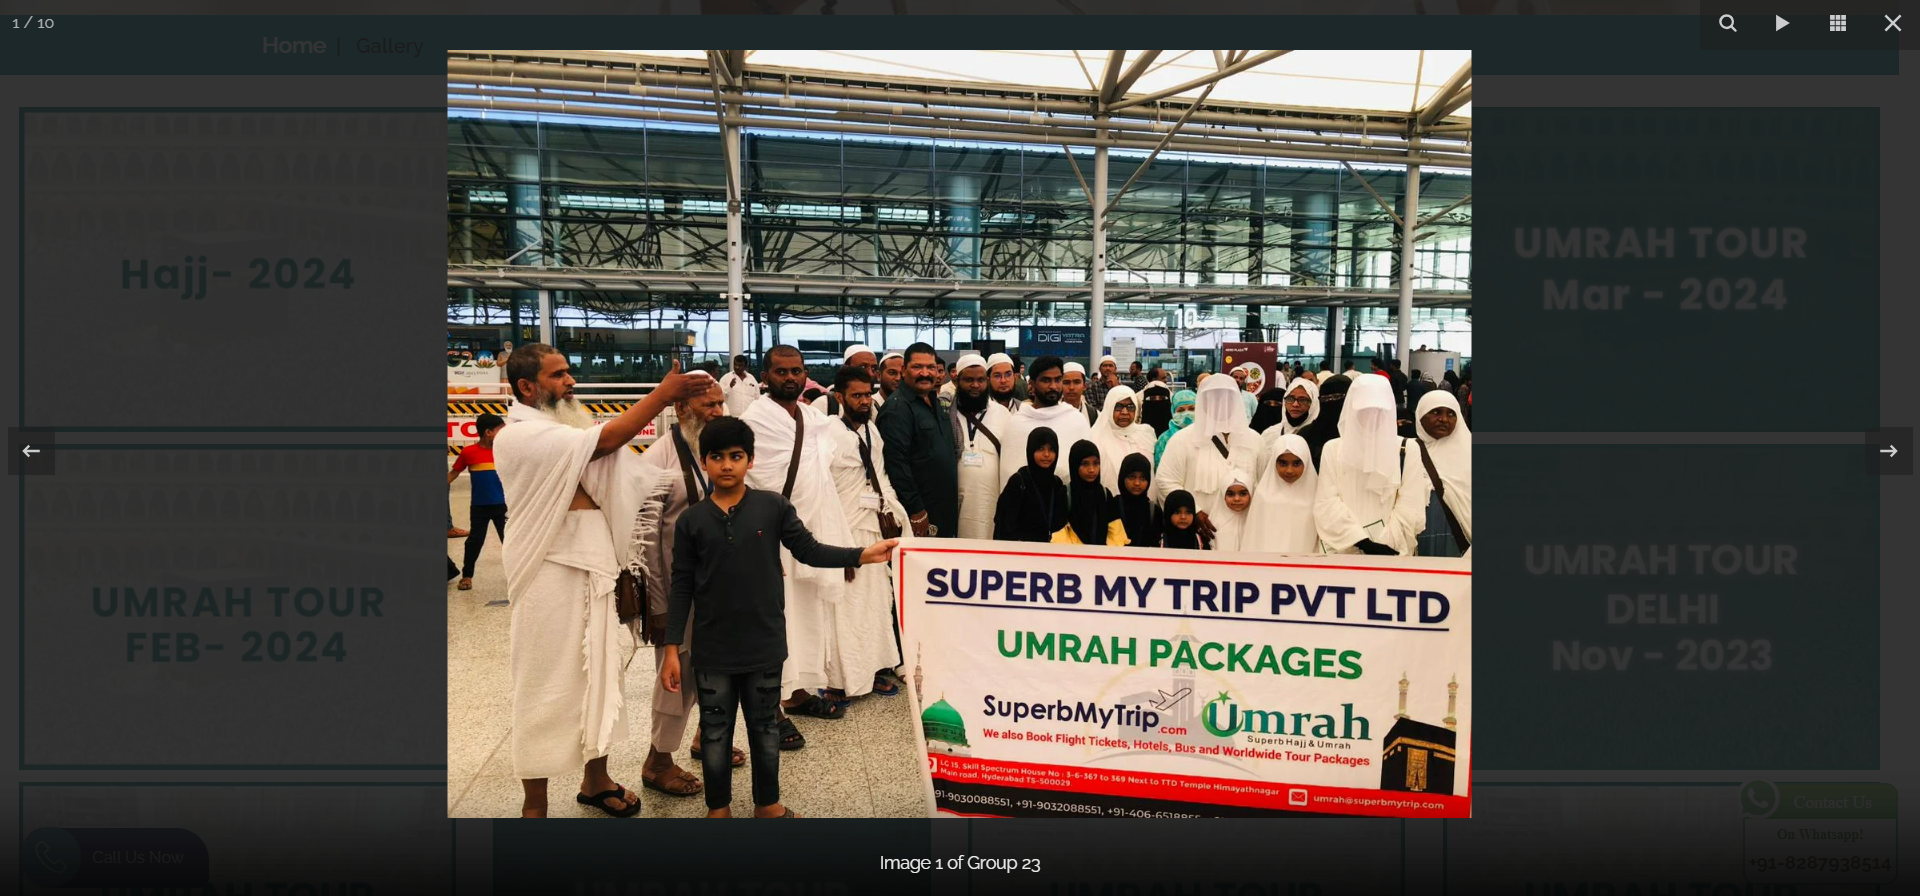 1 / 10
Home | Gallery
Hajj- 2024
UMRAH TOUR
FEB- 2024
UMRAH TOUR
Mar - 2024
UMRAH TOUR
DELHI
Nov - 2023
DIGI YATRA
10
SUPERB MY TRIP PVT LTD
UMRAH PACKAGES
SuperbMyTrip.com
Umrah
Superb Hajj & Umrah
We also Book Flight Tickets, Hotels, Bus and Worldwide Tour Packages
LG 15, Skill Spectrum House No : 3-6-367 to 369 Next to TTD Temple Himayathnagar
Main road, Hyderabad TS-500029.
umrah@superbmytrip.com
91-9030088551, +91-9032088551, +91-406-6518855
Call Us Now
Contact Us
On Whatsapp!
+91-8287938514
Image 1 of Group 23